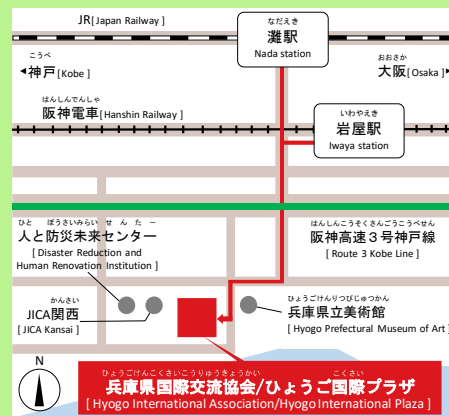 JR[Japan Railway]
なだえき
灘駅
Nada station
こうべ
◀神戸[Kobe ]
おおさか
大阪[Osaka ]▶
はんしんでんしゃ
阪神電車[Hanshin Railway ]
いわやえき
岩屋駅
Iwaya station
ひと ぼうさいみらい せ ん た ー
人と防災未来センター
[ Disaster Reduction and
Human Renovation Institution ]
はんしんこうそくさんごうこうべせん
阪神高速３号神戸線
[ Route 3 Kobe Line ]
かんさい
JICA関西
[ JICA Kansai ]
ひょうごけんりつびじゅつかん
兵庫県立美術館
[ Hyogo Prefectural Museum of Art ]
N
ひょうごけんこくさいこうりゅうきょうかい こくさい
兵庫県国際交流協会/ひょうご国際プラザ
[ Hyogo International Association/Hyogo International Plaza ]